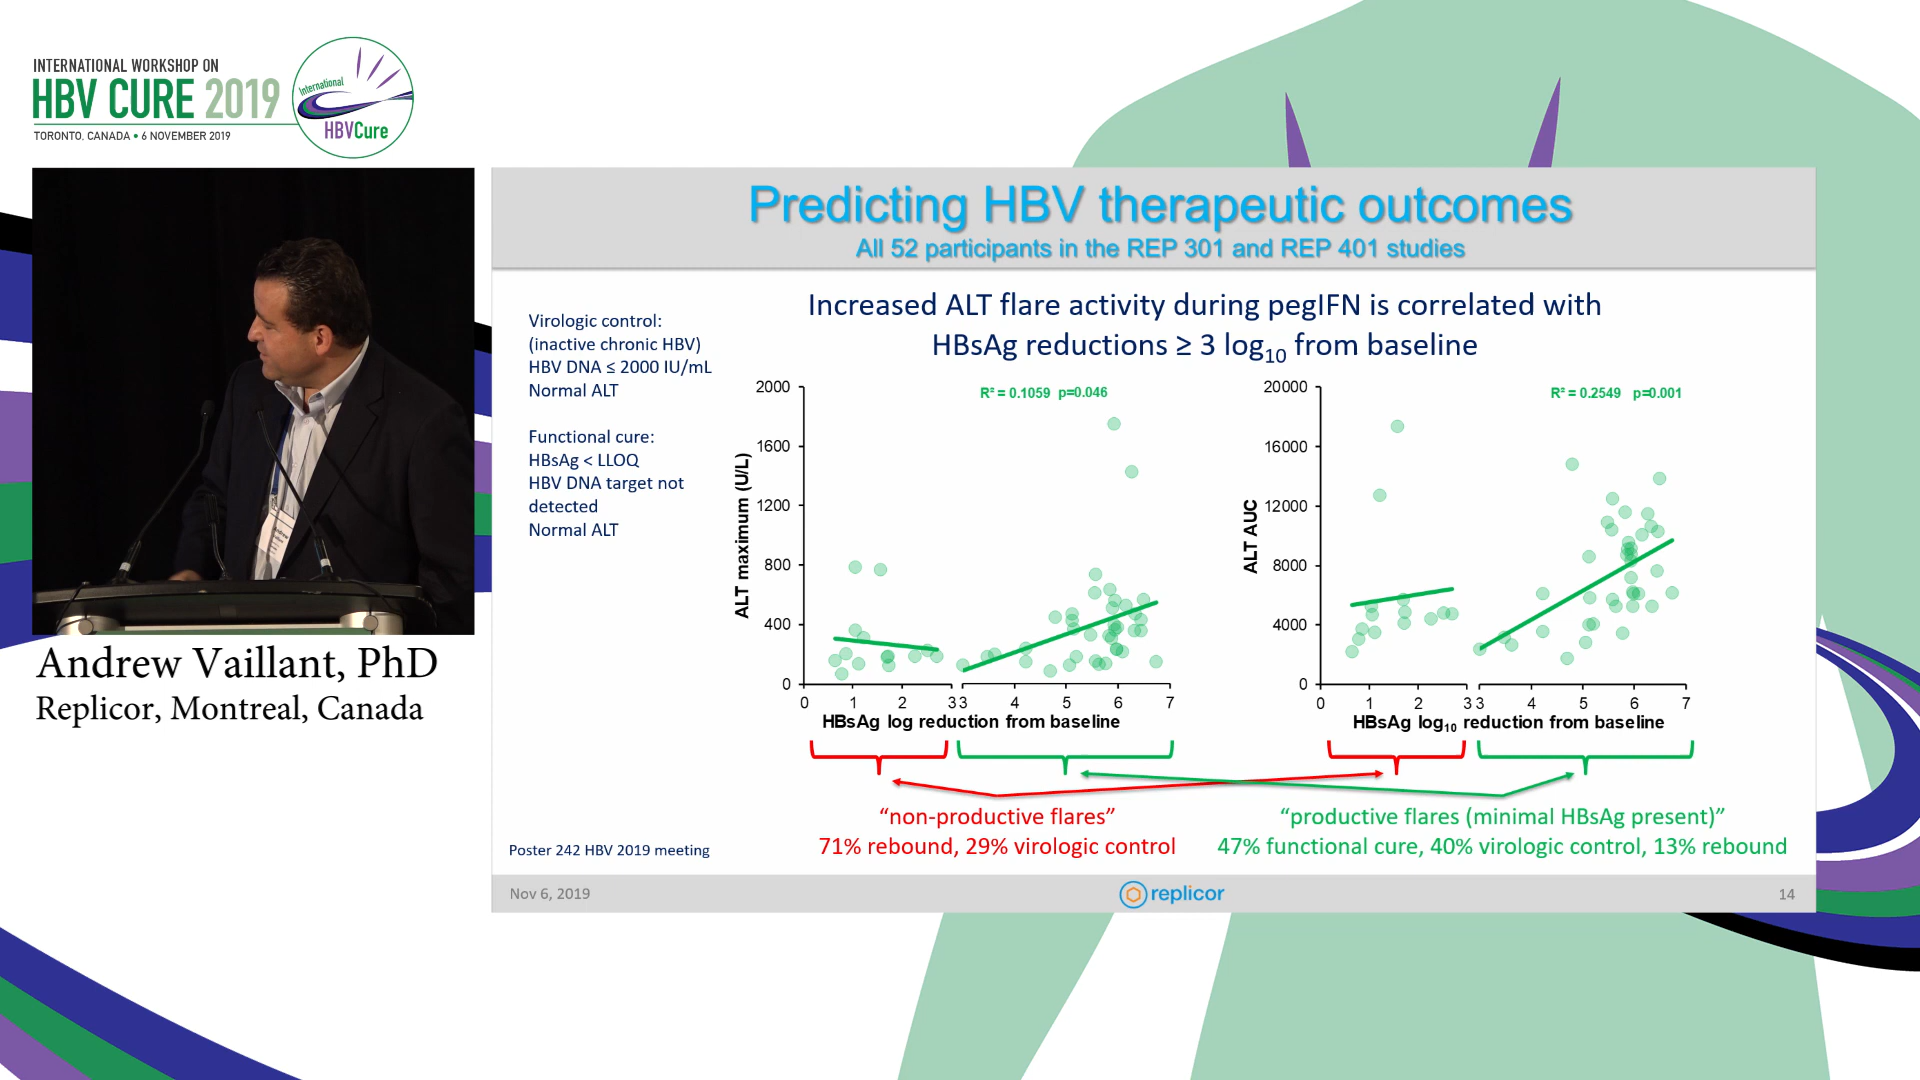 INTERNATIONAL WORKSHOP ON
HBV CURE 2019
TORONTO, CANADA • 6 NOVEMBER 2019
International
HBVCure
Andrew Vaillant, PhD
Replicor, Montreal, Canada
Predicting HBV therapeutic outcomes
All 52 participants in the REP 301 and REP 401 studies
Increased ALT flare activity during pegIFN is correlated with
HBsAg reductions ≥ 3 log10 from baseline
Virologic control:
(inactive chronic HBV)
HBV DNA ≤ 2000 IU/mL
Normal ALT
Functional cure:
HBsAg < LLOQ
HBV DNA target not
detected
Normal ALT
R² = 0.1059 p=0.046
ALT maximum (U/L)
2000
1600
1200
800
400
0
0 1 2 3 3 4 5 6 7
HBsAg log reduction from baseline
R² = 0.2549 p=0.001
ALT AUC
20000
16000
12000
8000
4000
0
0 1 2 3 3 4 5 6 7
HBsAg log10 reduction from baseline
“non-productive flares”
71% rebound, 29% virologic control
“productive flares (minimal HBsAg present)”
47% functional cure, 40% virologic control, 13% rebound
Poster 242 HBV 2019 meeting
Nov 6, 2019
replicor
14